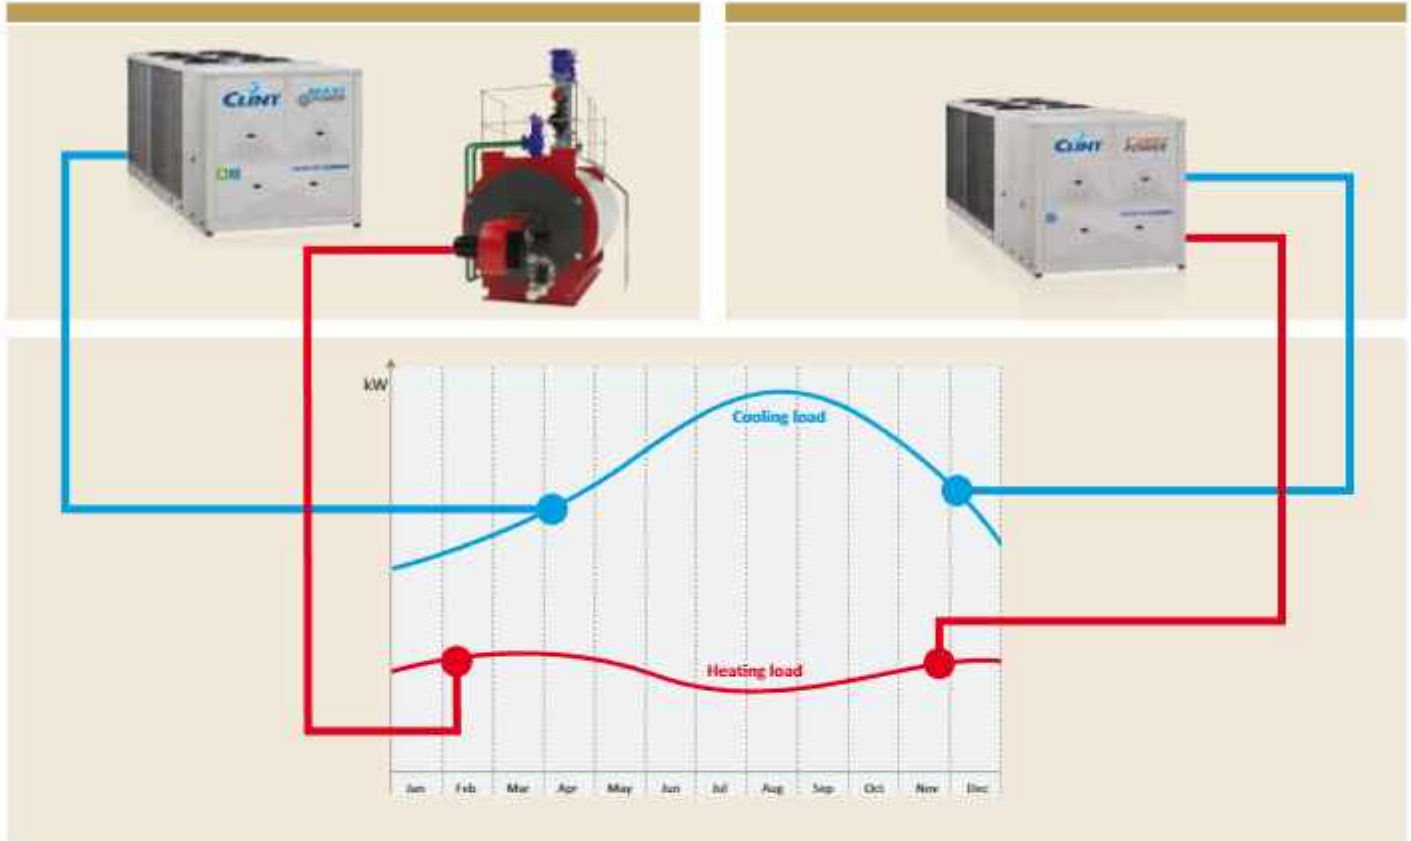 CLINT
CLINT
POWER
kW
Cooling load
Heating load
Jan Feb Mar Apr May Jun Jul Aug Sep Oct Nov Dec